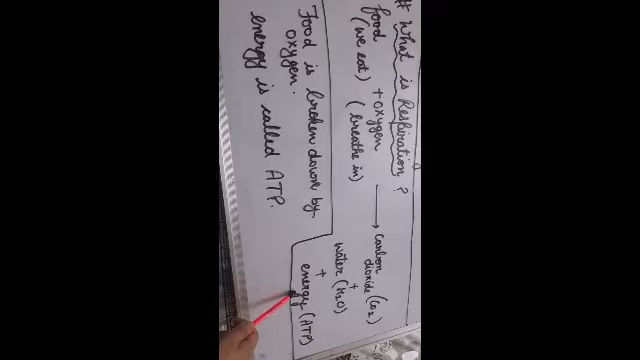 # What is Respiration?
food + oxygen → carbon dioxide (CO2)
(we eat) (breathe in) +
water (H2O)
+
energy (ATP)
Food is broken down by
oxygen.
energy is called ATP.